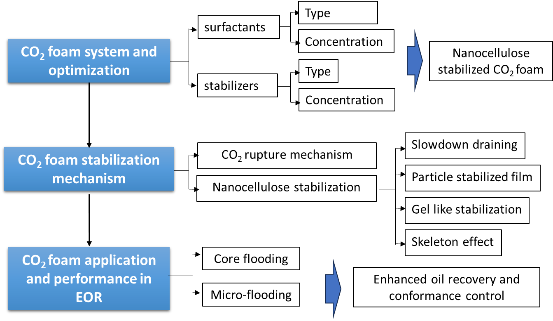 CO₂ foam system and
optimization
surfactants
Type
Concentration
stabilizers
Type
Concentration
Nanocellulose
stabilized CO₂ foam
CO₂ foam stabilization
mechanism
CO₂ rupture mechanism
Nanocellulose stabilization
Slowdown draining
Particle stabilized film
Gel like stabilization
Skeleton effect
CO₂ foam application
and performance in
EOR
Core flooding
Micro-flooding
Enhanced oil recovery and
conformance control